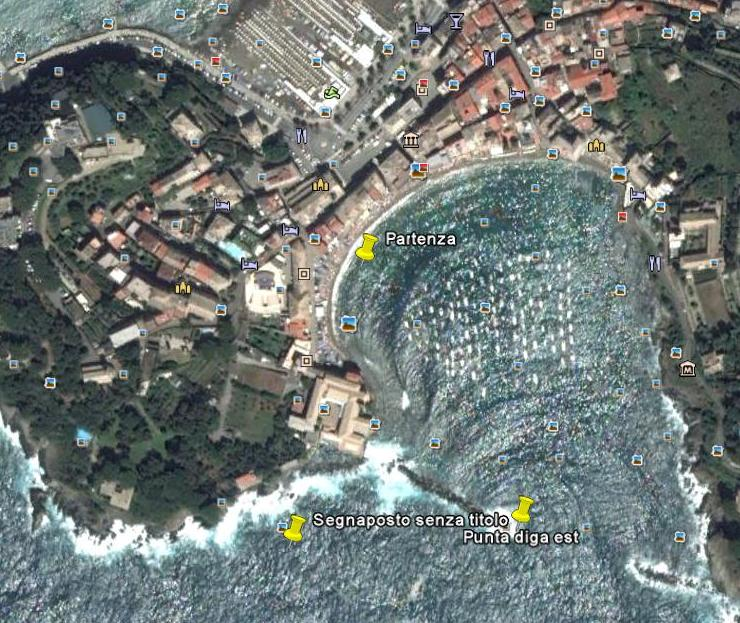 Partenza
Segnaposto senza titolo
Punta diga est